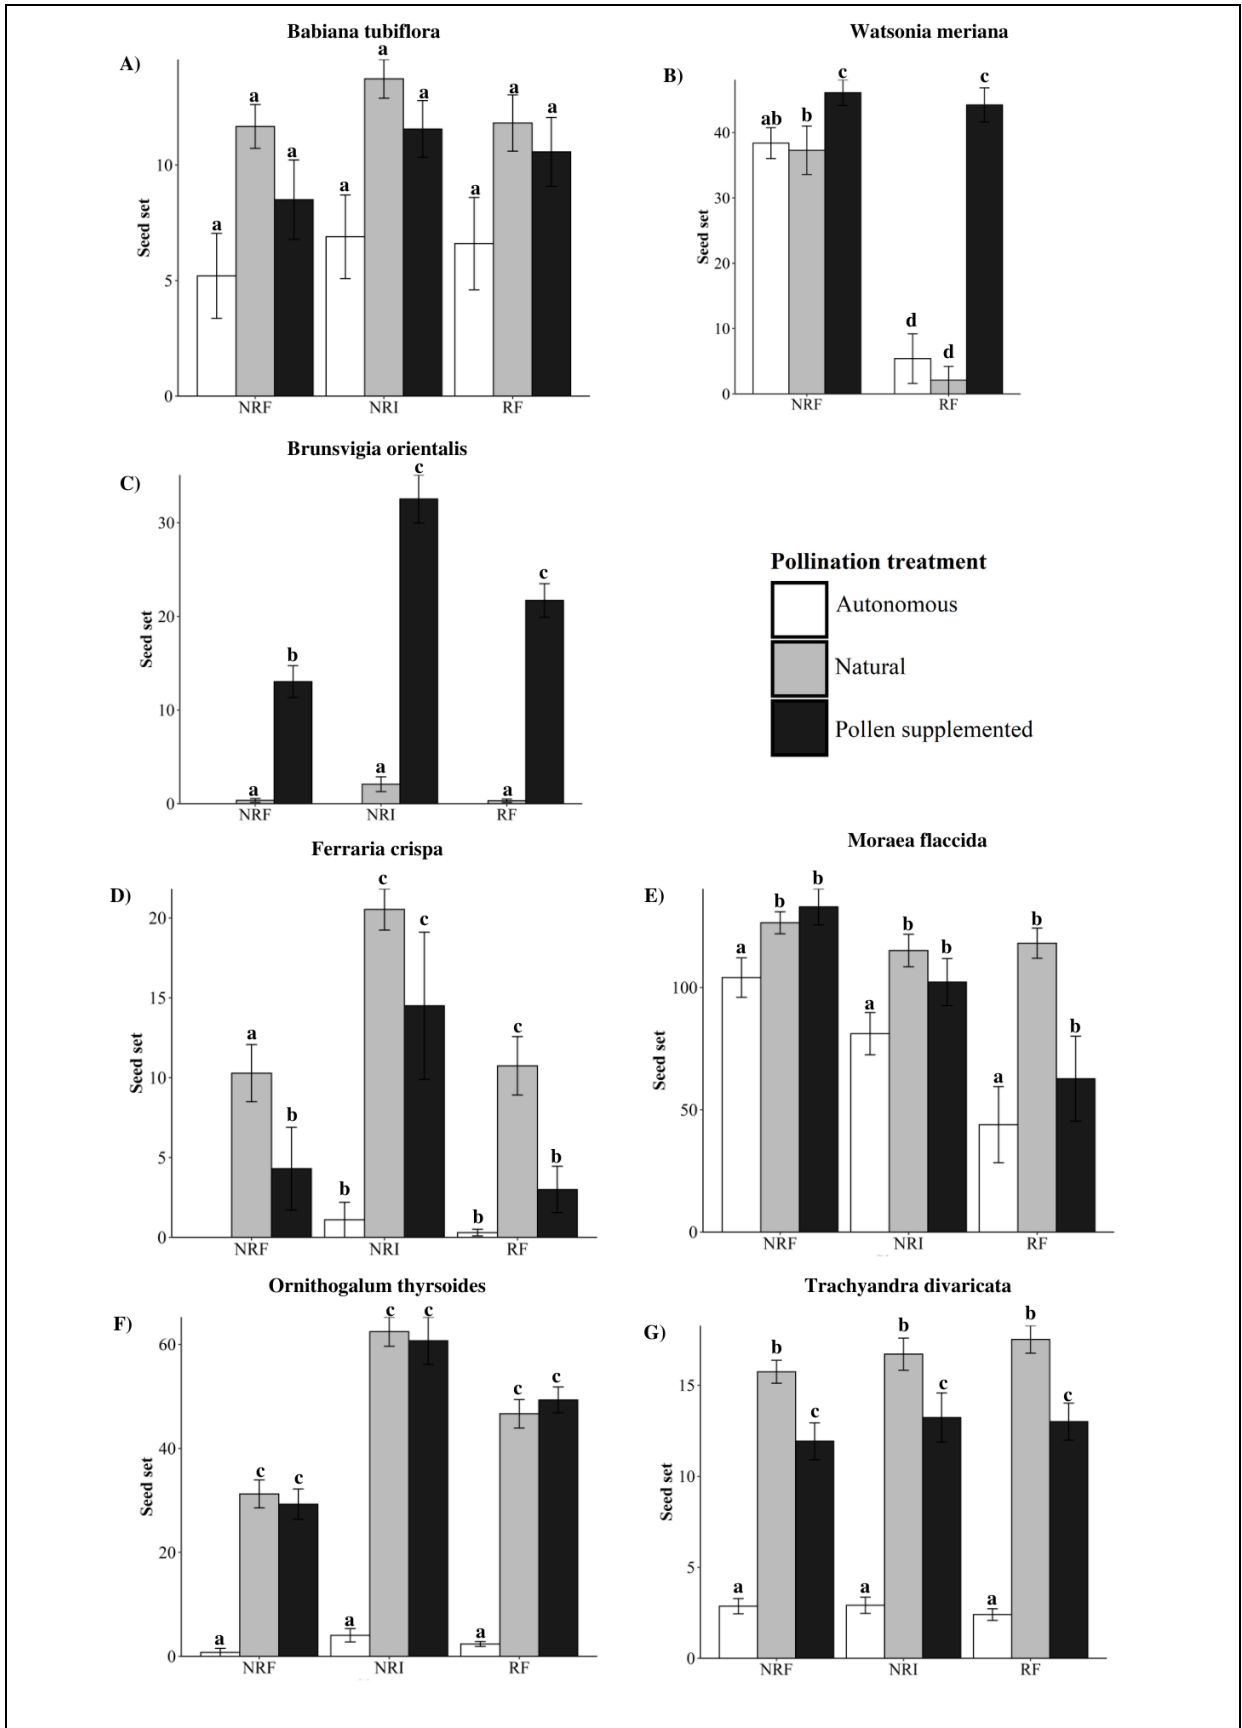 Babiana tubiflora
A)
a
a
a
a
a
a
a
a
a
10
5
0
Seed set
NRF
NRI
RF
Watsonia meriana
B)
ab
b
c
d
d
c
40
30
20
10
0
Seed set
NRF
RF
Brunsvigia orientalis
C)
a
b
a
c
a
c
30
20
10
0
Seed set
NRF
NRI
RF
Pollination treatment
Autonomous
Natural
Pollen supplemented
Ferraria crispa
D)
a
b
b
c
c
b
c
b
20
15
10
5
0
Seed set
NRF
NRI
RF
Moraea flaccida
E)
a
b
b
a
b
b
a
b
b
100
50
0
Seed set
NRF
NRI
RF
Ornithogalum thyrsoides
F)
a
c
c
a
c
c
a
c
c
60
40
20
0
Seed set
NRF
NRI
RF
Trachyandra divaricata
G)
a
b
c
a
b
c
a
b
c
15
10
5
0
Seed set
NRF
NRI
RF